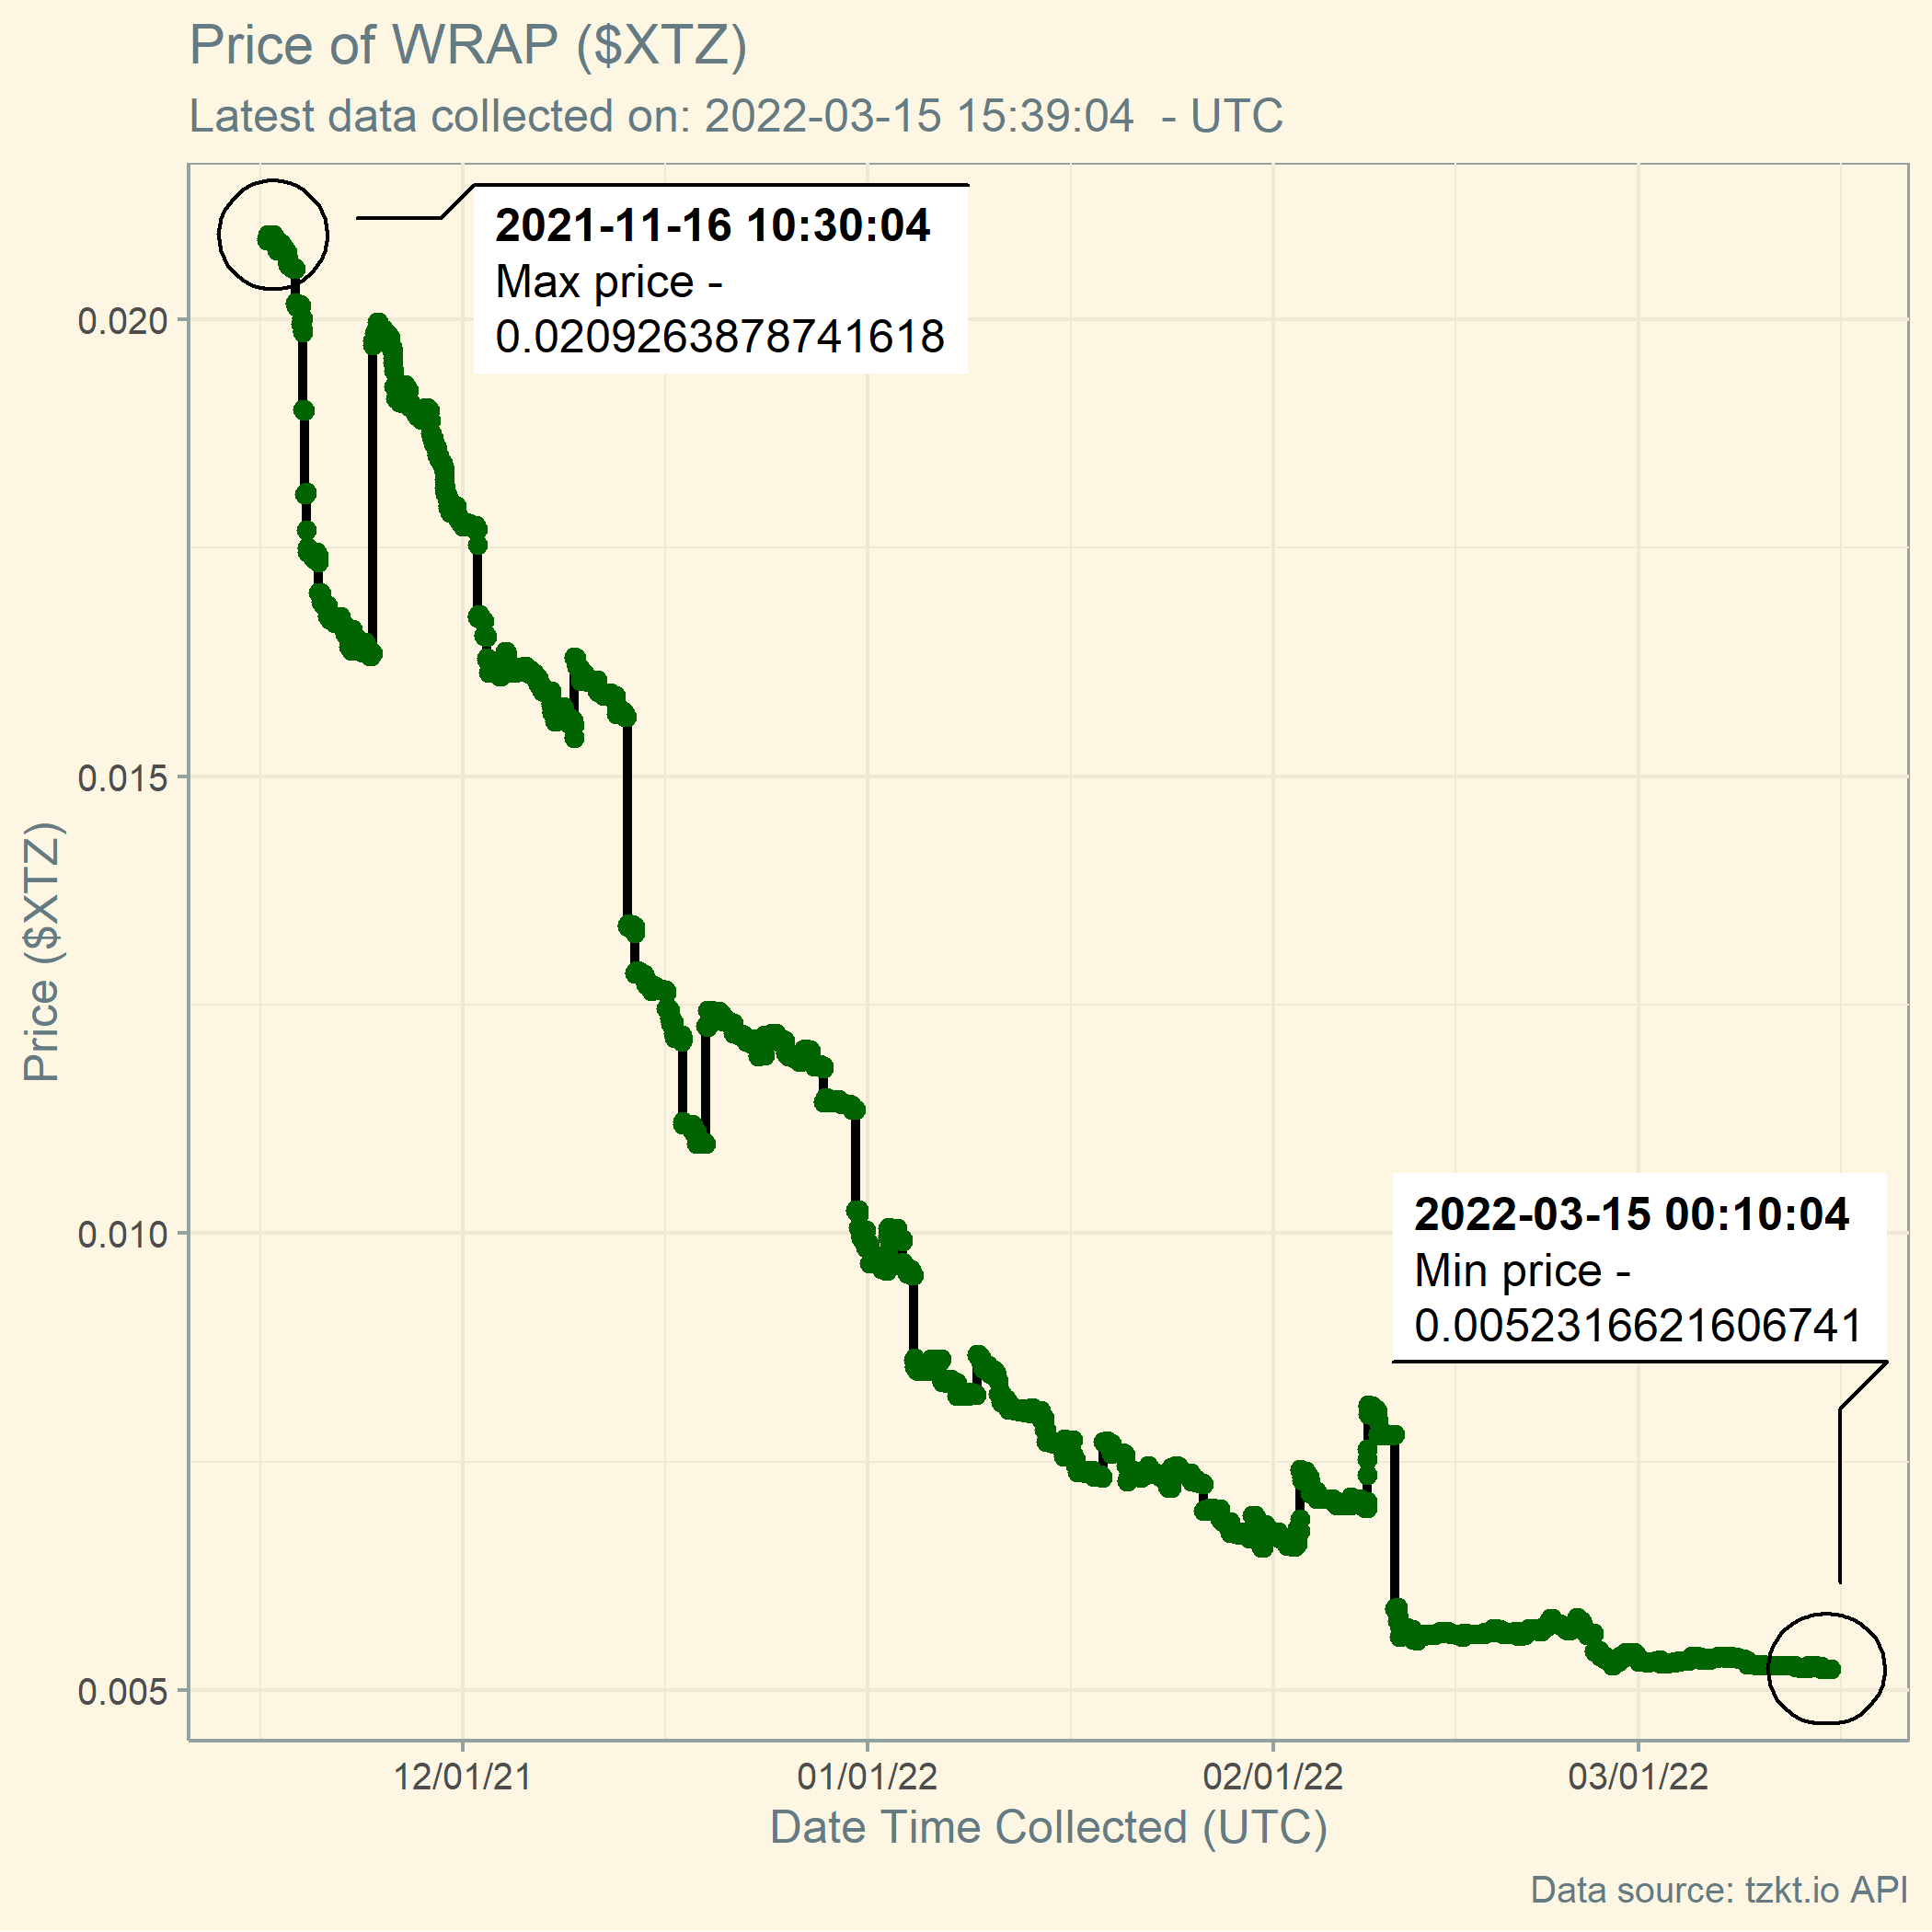 Price of WRAP ($XTZ)
Latest data collected on: 2022-03-15 15:39:04  - UTC
2021-11-16 10:30:04
Max price -
0.0209263878741618
0.020
0.015
0.010
0.005
Price ($XTZ)
2022-03-15 00:10:04
Min price -
0.00523166216067​41
12/01/21
01/01/22
02/01/22
03/01/22
Date Time Collected (UTC)
Data source: tzkt.io API